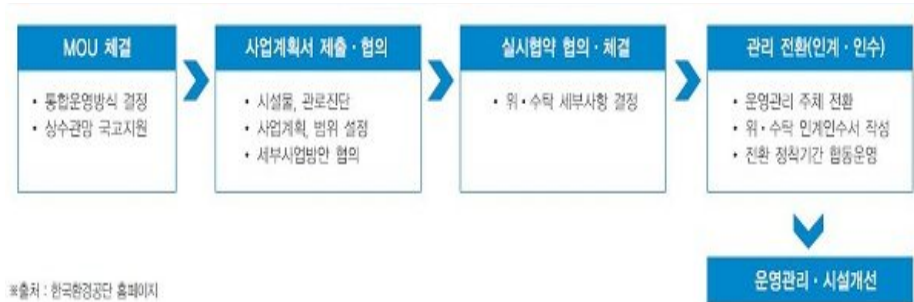 MOU 체결
• 통합운영방식 결정
• 상수관망 국고지원
사업계획서 제출 · 협의
• 시설물, 관로진단
• 사업계획, 범위 설정
• 세부사업방안 협의
실시협약 협의 · 체결
• 위 · 수탁 세부사항 결정
관리 전환(인계 · 인수)
• 운영관리 주체 전환
• 위 · 수탁 인계인수서 작성
• 전환 정착기간 합동운영
운영관리 · 시설개선
※출처 : 한국환경공단 홈페이지